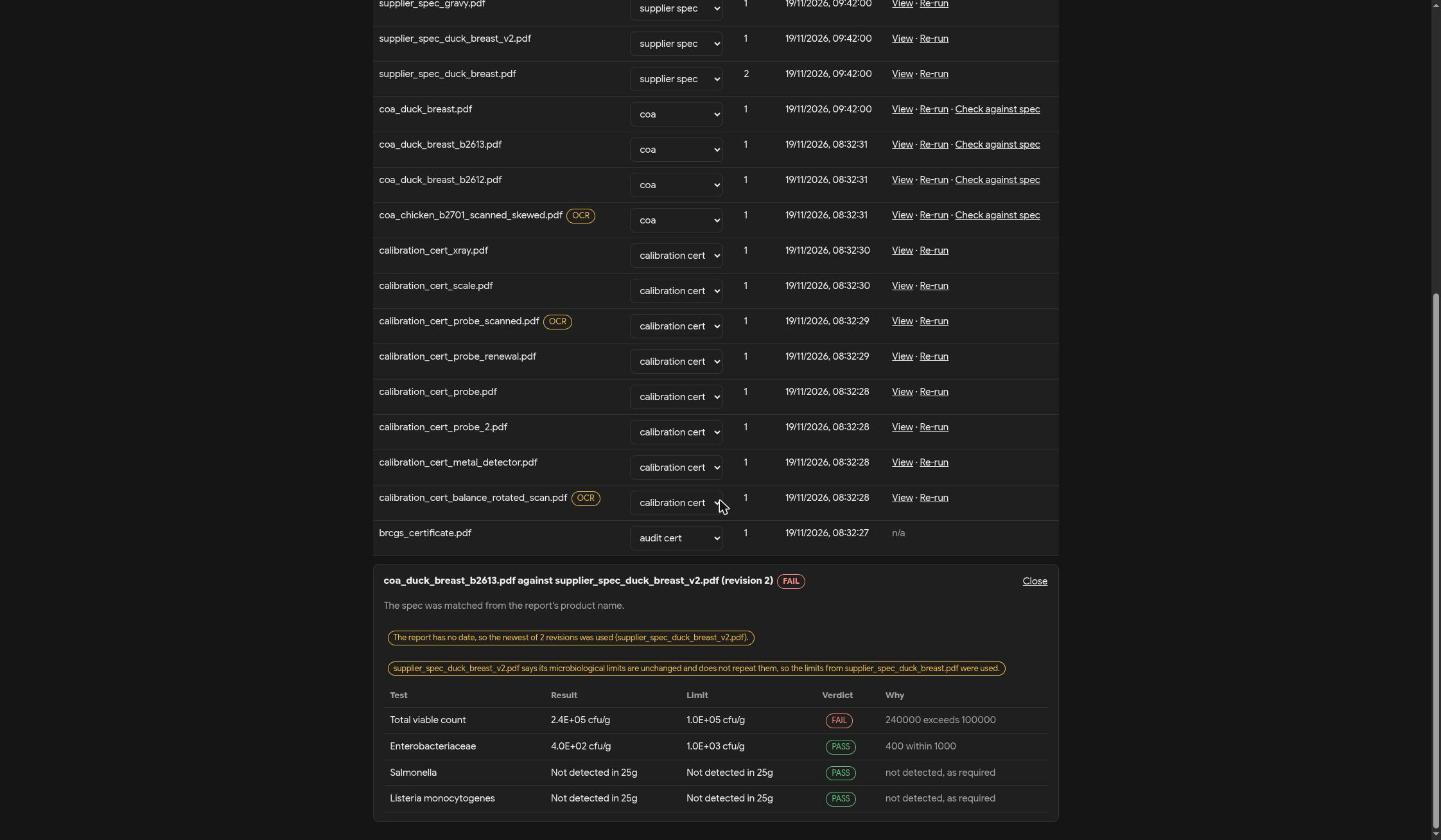 supplier_spec_gravy.pdf supplier spec 1 19/11/2026, 09:42:00 View · Re-run
supplier_spec_duck_breast_v2.pdf supplier spec 1 19/11/2026, 09:42:00 View · Re-run
supplier_spec_duck_breast.pdf supplier spec 2 19/11/2026, 09:42:00 View · Re-run
coa_duck_breast.pdf coa 1 19/11/2026, 09:42:00 View · Re-run · Check against spec
coa_duck_breast_b2613.pdf coa 1 19/11/2026, 08:32:31 View · Re-run · Check against spec
coa_duck_breast_b2612.pdf coa 1 19/11/2026, 08:32:31 View · Re-run · Check against spec
coa_chicken_b2701_scanned_skewed.pdf OCR coa 1 19/11/2026, 08:32:31 View · Re-run · Check against spec
calibration_cert_xray.pdf calibration cert 1 19/11/2026, 08:32:30 View · Re-run
calibration_cert_scale.pdf calibration cert 1 19/11/2026, 08:32:30 View · Re-run
calibration_cert_probe_scanned.pdf OCR calibration cert 1 19/11/2026, 08:32:29 View · Re-run
calibration_cert_probe_renewal.pdf calibration cert 1 19/11/2026, 08:32:29 View · Re-run
calibration_cert_probe.pdf calibration cert 1 19/11/2026, 08:32:28 View · Re-run
calibration_cert_probe_2.pdf calibration cert 1 19/11/2026, 08:32:28 View · Re-run
calibration_cert_metal_detector.pdf calibration cert 1 19/11/2026, 08:32:28 View · Re-run
calibration_cert_balance_rotated_scan.pdf OCR calibration cert 1 19/11/2026, 08:32:28 View · Re-run
brcgs_certificate.pdf audit cert 1 19/11/2026, 08:32:27 n/a
coa_duck_breast_b2613.pdf against supplier_spec_duck_breast_v2.pdf (revision 2) FAIL Close
The spec was matched from the report's product name.
The report has no date, so the newest of 2 revisions was used (supplier_spec_duck_breast_v2.pdf).
supplier_spec_duck_breast_v2.pdf says its microbiological limits are unchanged and does not repeat them, so the limits from supplier_spec_duck_breast.pdf were used.
Test Result Limit Verdict Why
Total viable count 2.4E+05 cfu/g 1.0E+05 cfu/g FAIL 240000 exceeds 100000
Enterobacteriaceae 4.0E+02 cfu/g 1.0E+03 cfu/g PASS 400 within 1000
Salmonella Not detected in 25g Not detected in 25g PASS not detected, as required
Listeria monocytogenes Not detected in 25g Not detected in 25g PASS not detected, as required